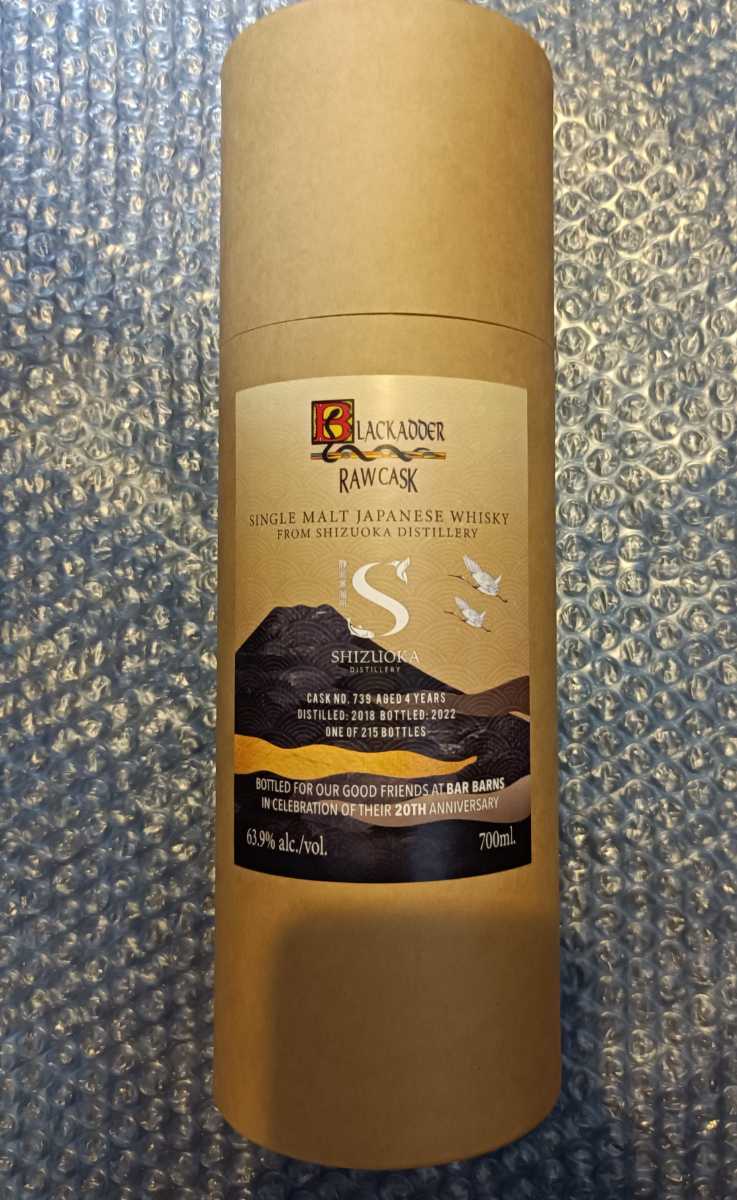 BLACKADDER
RAW CASK
SINGLE MALT JAPANESE WHISKY
FROM SHIZUOKA DISTILLERY
S
SHIZUOKA
DISTILLERY
CASK NO. 739 AGED 4 YEARS
DISTILLED: 2018 BOTTLED: 2022
ONE OF 215 BOTTLES
BOTTLED FOR OUR GOOD FRIENDS AT BAR BARNS
IN CELEBRATION OF THEIR 20TH ANNIVERSARY
63.9% alc./vol.
700ml.